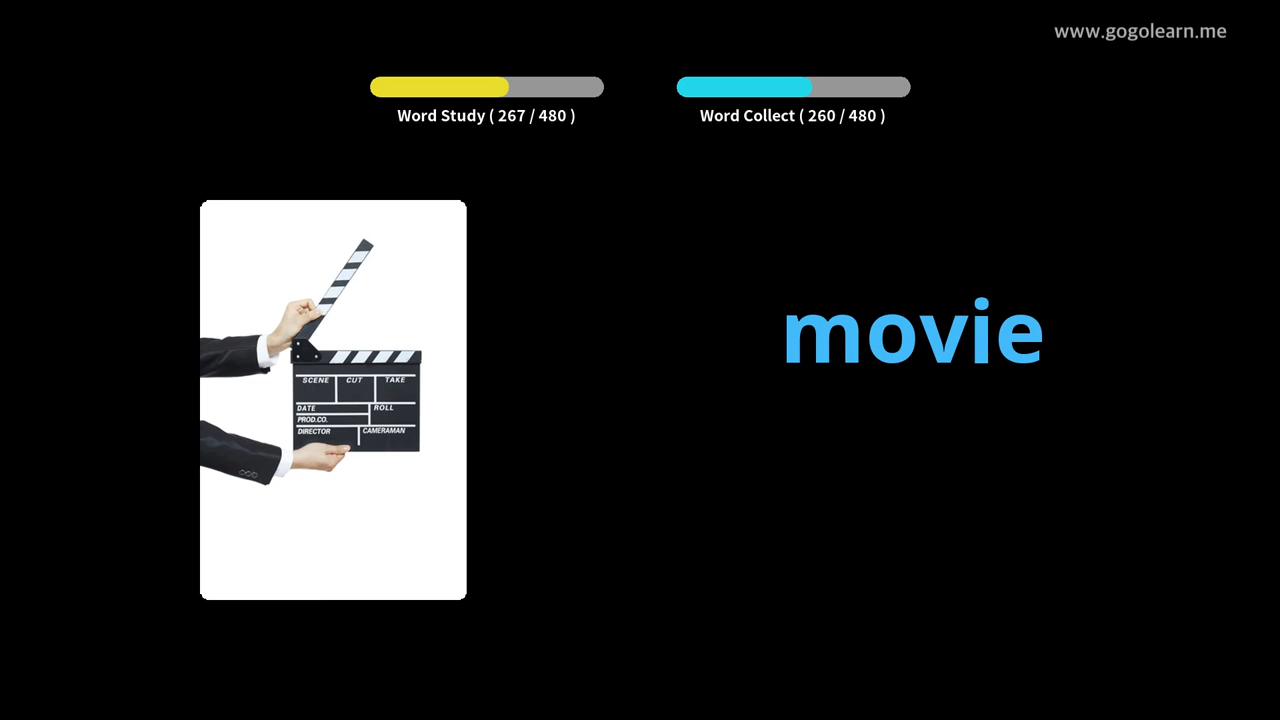 www.gogolearn.me
Word Study ( 267 / 480 )
Word Collect ( 260 / 480 )
movie
SCENE CUT TAKE
DATE ROLL
PROD.CO.
DIRECTOR CAMERAMAN